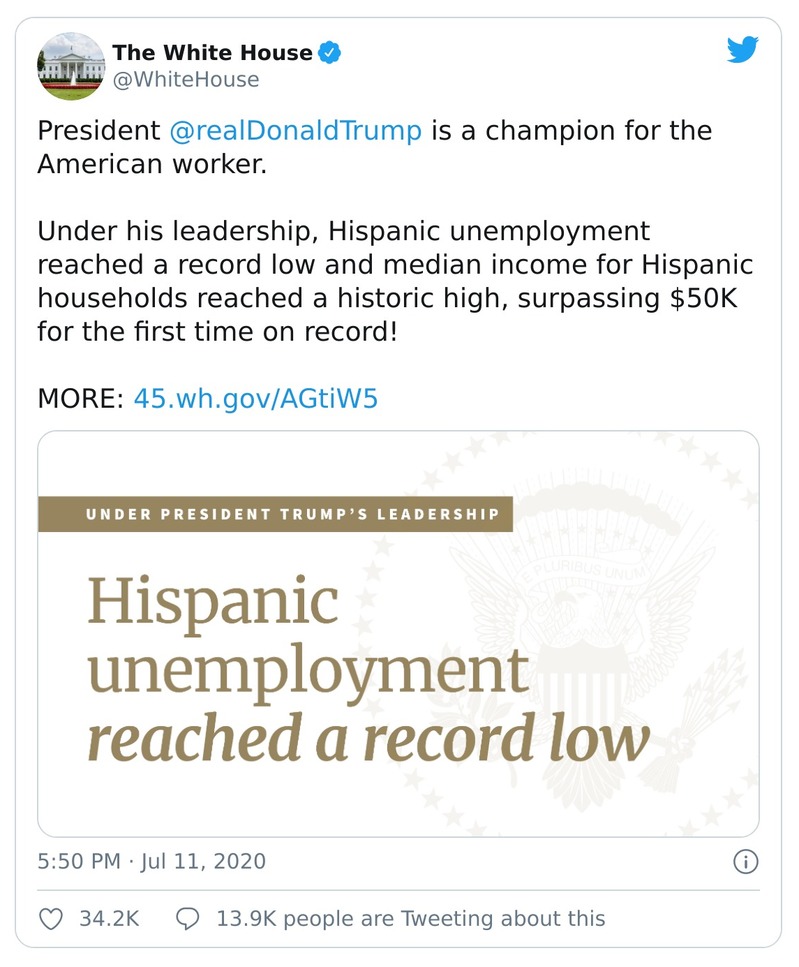 The White House
@WhiteHouse
President @realDonaldTrump is a champion for the
American worker.
Under his leadership, Hispanic unemployment
reached a record low and median income for Hispanic
households reached a historic high, surpassing $50K
for the first time on record!
MORE: 45.wh.gov/AGtiW5
E PLURIBUS UNUM
UNDER PRESIDENT TRUMP’S LEADERSHIP
Hispanic
unemployment
reached a record low
5:50 PM · Jul 11, 2020
34.2K 13.9K people are Tweeting about this